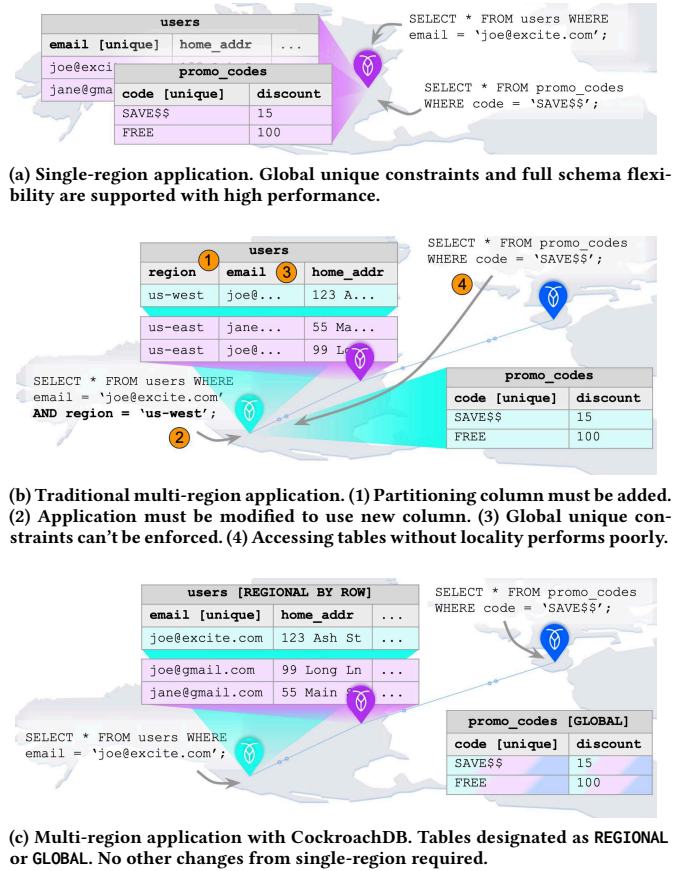 users
email [unique] home_addr ...
joe@exci
jane@gma
promo_codes
code [unique] discount
SAVE$$ 15
FREE 100
SELECT * FROM users WHERE
email = 'joe@excite.com';
SELECT * FROM promo_codes
WHERE code = 'SAVE$$';
(a) Single-region application. Global unique constraints and full schema flexi-
bility are supported with high performance.
users
1 3
region email home_addr
us-west joe@... 123 A...
us-east jane... 55 Ma...
us-east joe@... 99 L
SELECT * FROM promo_codes
WHERE code = 'SAVE$$';
4
SELECT * FROM users WHERE
email = 'joe@excite.com'
AND region = 'us-west';
2
promo_codes
code [unique] discount
SAVE$$ 15
FREE 100
(b) Traditional multi-region application. (1) Partitioning column must be added.
(2) Application must be modified to use new column. (3) Global unique con-
straints can't be enforced. (4) Accessing tables without locality performs poorly.
users [REGIONAL BY ROW]
email [unique] home_addr ...
joe@excite.com 123 Ash St ...
joe@gmail.com 99 Long Ln ...
jane@gmail.com 55 Main ...
SELECT * FROM promo_codes
WHERE code = 'SAVE$$';
SELECT * FROM users WHERE
email = 'joe@excite.com';
promo_codes [GLOBAL]
code [unique] discount
SAVE$$ 15
FREE 100
(c) Multi-region application with CockroachDB. Tables designated as REGIONAL
or GLOBAL. No other changes from single-region required.